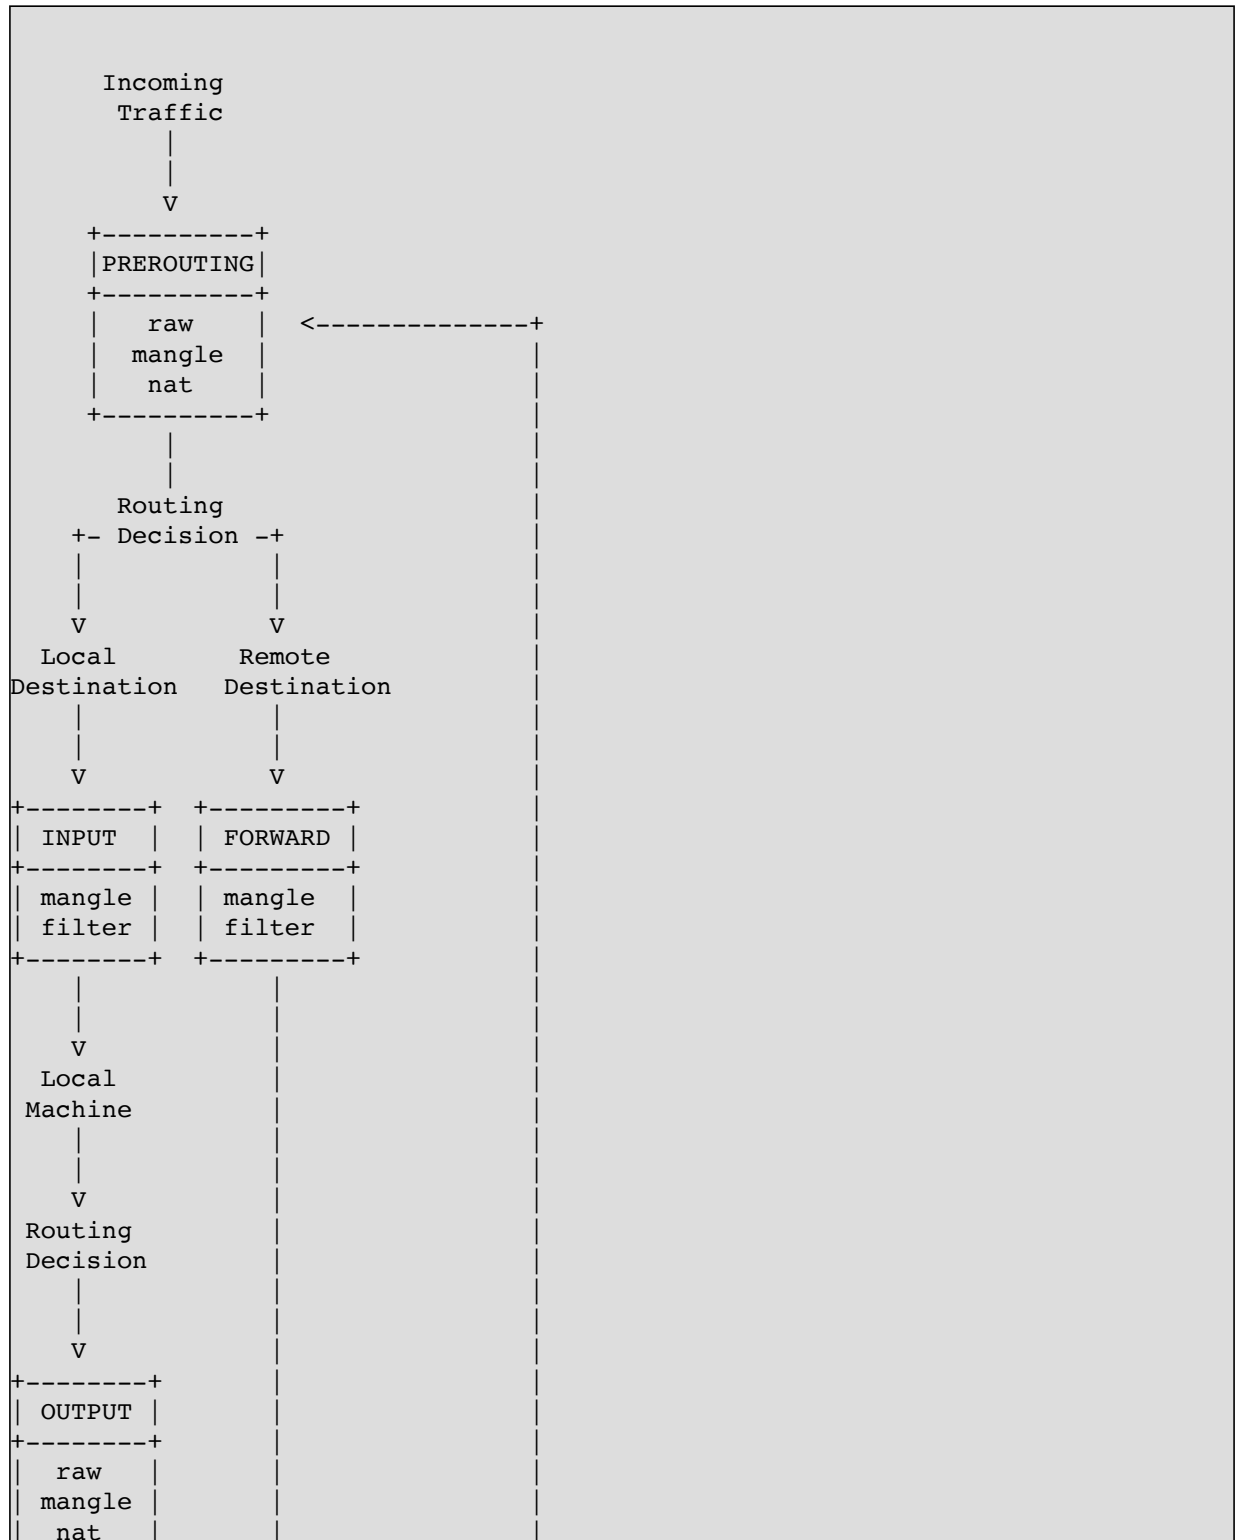 Incoming
        Traffic
           |
           |
           V
      +----------+
      |PREROUTING|
      +----------+
      |   raw    |  <--------------+
      |  mangle  |                 |
      |   nat    |                 |
      +----------+                 |
           |                       |
           |                       |
        Routing                    |
     +- Decision -+                |
     |            |                |
     |            |                |
     V            V                |
  Local        Remote              |
Destination   Destination          |
     |            |                |
     |            |                |
     V            V                |
+--------+  +---------+            |
| INPUT  |  | FORWARD |            |
+--------+  +---------+            |
| mangle |  | mangle  |            |
| filter |  | filter  |            |
+--------+  +---------+            |
     |            |                |
     |            |                |
     V            |                |
  Local           |                |
 Machine          |                |
     |            |                |
     |            |                |
     V            |                |
 Routing          |                |
 Decision         |                |
     |            |                |
     |            |                |
     V            |                |
+--------+        |                |
| OUTPUT |        |                |
+--------+        |                |
|  raw   |        |                |
| mangle |        |                |
|  nat   |        |                |